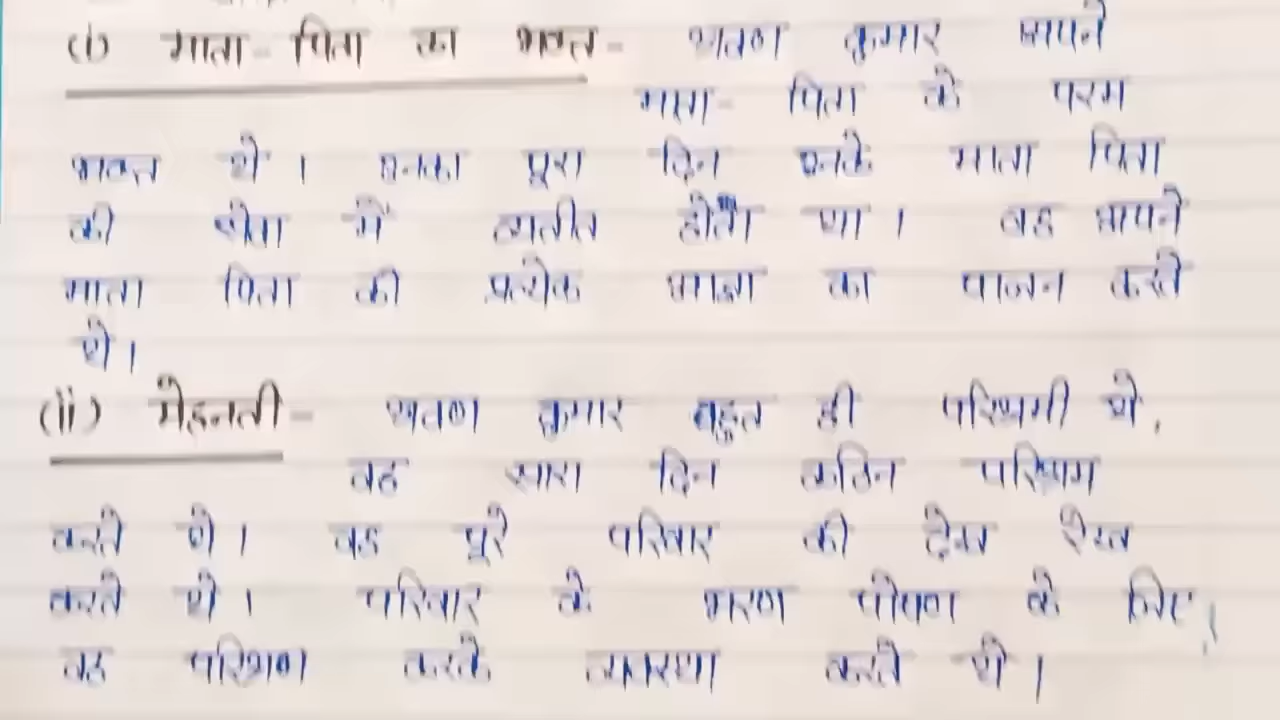 (i) माता - पिता का भक्त - श्रवण कुमार अपने
माता - पिता के परम
भक्त थे । उनका पूरा दिन उनके माता पिता
की सेवा में व्यतीत होता था । वह अपने
माता पिता की प्रत्येक आज्ञा का पालन करते
थे ।
(ii) मेहनती - श्रवण कुमार बहुत ही परिश्रमी थे ,
वह सारा दिन कठिन परिश्रम
करते थे । वह पूरे परिवार की देख रेख
करते थे । परिवार के भरण पोषण के लिए
वह परिश्रण करके व्यवस्था करते थे ।